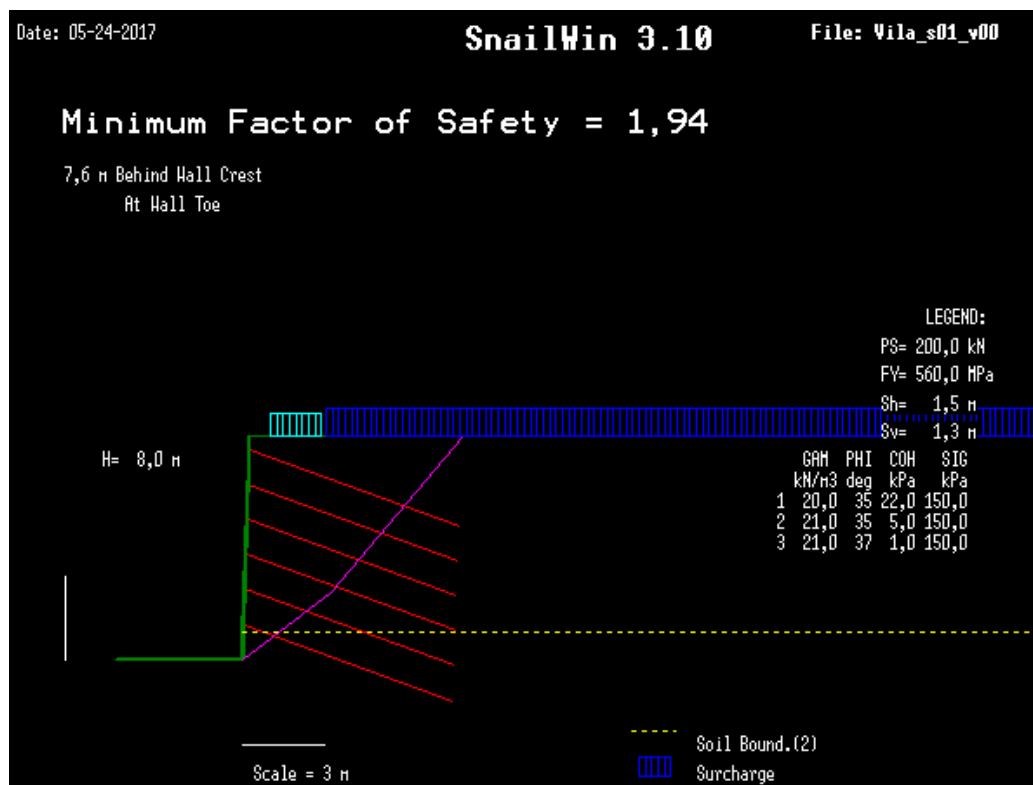 Date: 05-24-2017 SnailWin 3.10 File: Vila_s01_v00
Minimum Factor of Safety = 1,94
7,6 m Behind Wall Crest
At Wall Toe
LEGEND:
PS= 200,0 kN
FY= 560,0 MPa
Sh= 1,5 m
Sv= 1,3 m
H= 8,0 m
GAM PHI COH SIG
kN/m3 deg kPa kPa
1 20,0 35 22,0 150,0
2 21,0 35 5,0 150,0
3 21,0 37 1,0 150,0
Soil Bound.(2)
Scale = 3 m
Surcharge